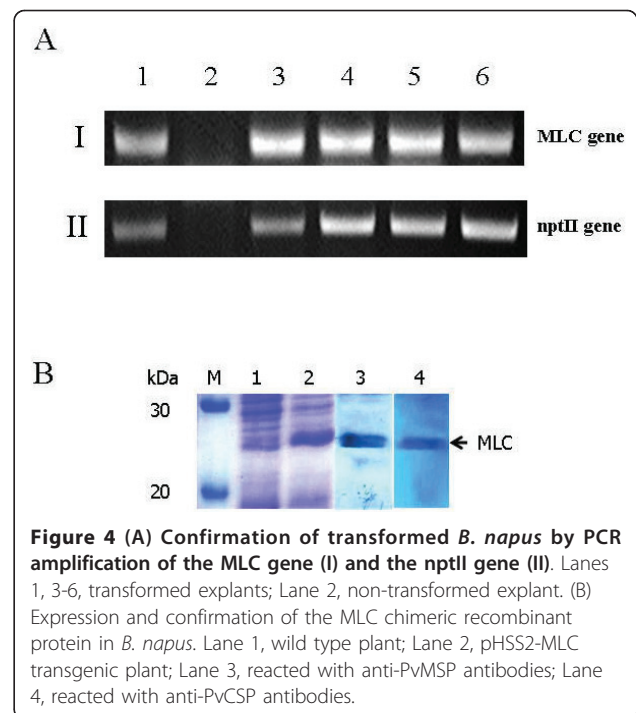 A
1 2 3 4 5 6
I MLC gene
II nptII gene
B kDa M 1 2 3 4
30
MLC
20
Figure 4 (A) Confirmation of transformed B. napus by PCR
amplification of the MLC gene (I) and the nptII gene (II). Lanes
1, 3-6, transformed explants; Lane 2, non-transformed explant. (B)
Expression and confirmation of the MLC chimeric recombinant
protein in B. napus. Lane 1, wild type plant; Lane 2, pHSS2-MLC
transgenic plant; Lane 3, reacted with anti-PvMSP antibodies; Lane
4, reacted with anti-PvCSP antibodies.